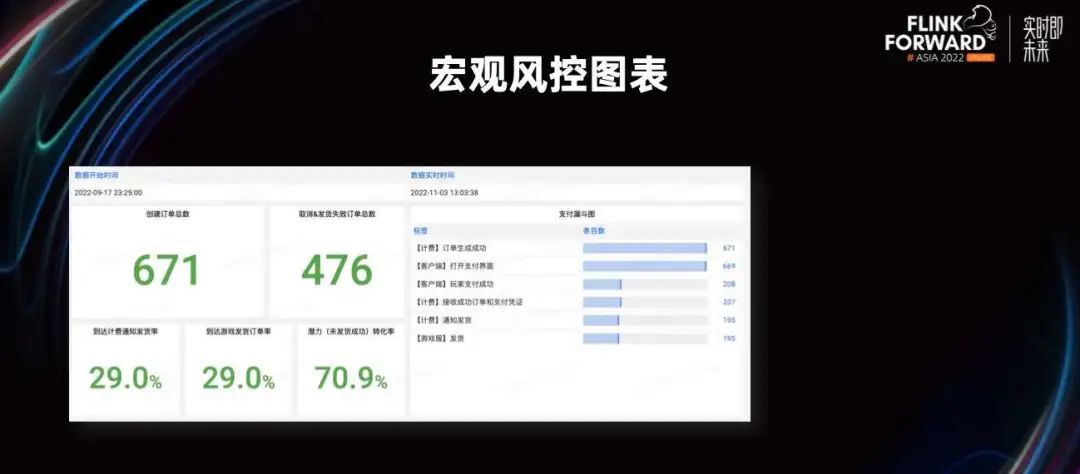 FLINK
FORWARD
# ASIA 2022
实时即
未来
宏观风控图表
数据开始时间
2022-09-17 23:25:00
数据实时时间
2022-11-03 13:03:38
创建订单总数
671
取消&发货失败订单总数
476
到达计费通知发货率
29.0%
到达游戏发货订单率
29.0%
潜力（未发货成功）转化率
70.9%
支付漏斗图
标签 条目数
【计费】订单生成成功 671
【客户端】打开支付界面 669
【客户端】玩家支付成功 208
【计费】接收成功订单和支付凭证 207
【计费】通知发货 195
【游戏服】发货 195